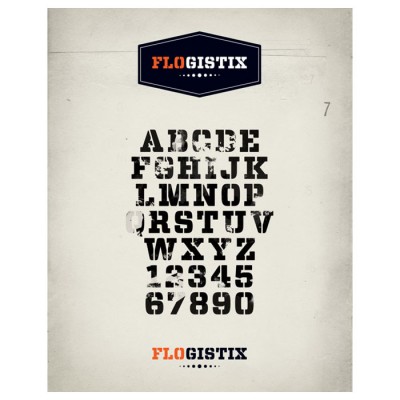 FLOGISTIX
7
ABCDE
FGHIJK
LMNOP
QRSTUV
WXYZ
12345
67890
FLOGISTIX